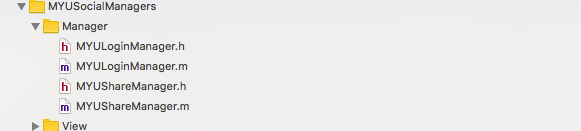 MYUSocialManagers
Manager
h MYULoginManager.h
m MYULoginManager.m
h MYUShareManager.h
m MYUShareManager.m
View